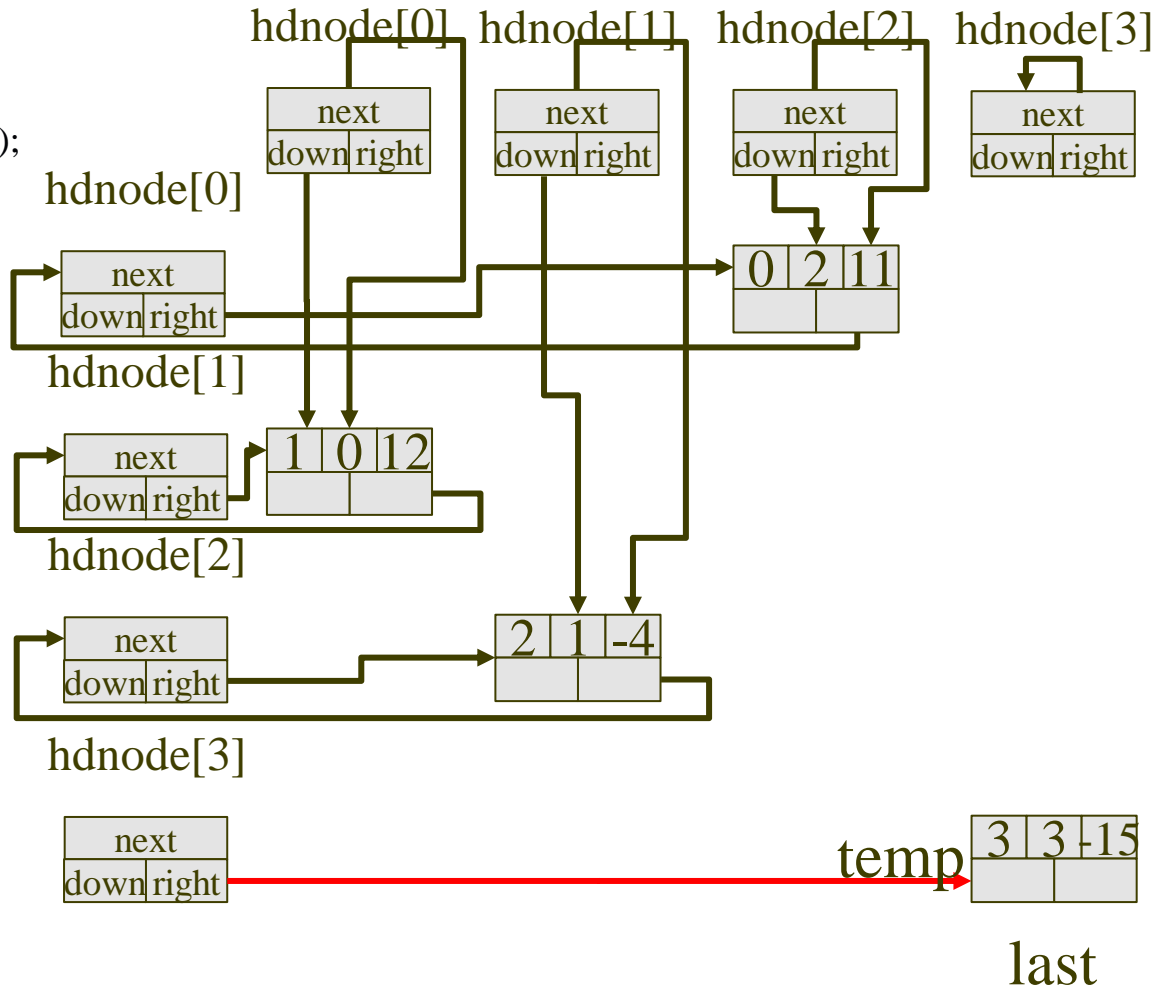 hdnode[0] hdnode[1] hdnode[2] hdnode[3]
next next next next
down right down right down right down right
);
hdnode[0]
next
down right
0 2 11
hdnode[1]
next
down right
1 0 12
hdnode[2]
next
down right
2 1 -4
hdnode[3]
next
down right
temp
3 3 -15
last